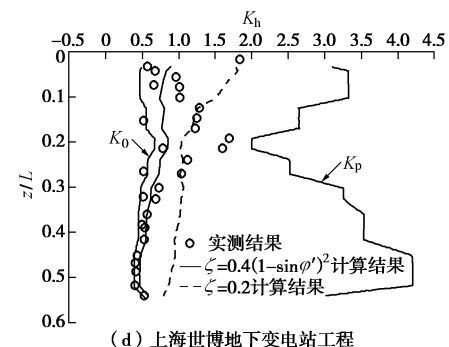 K_h
-0.5 0 0.5 1.0 1.5 2.0 2.5 3.0 3.5 4.0 4.5
0
0.1
0.2
0.3
0.4
0.5
0.6
z/L
K_0
K_p
实测结果
ζ=0.4(1-sinφ′)²计算结果
ζ=0.2计算结果
(d) 上海世博地下变电站工程